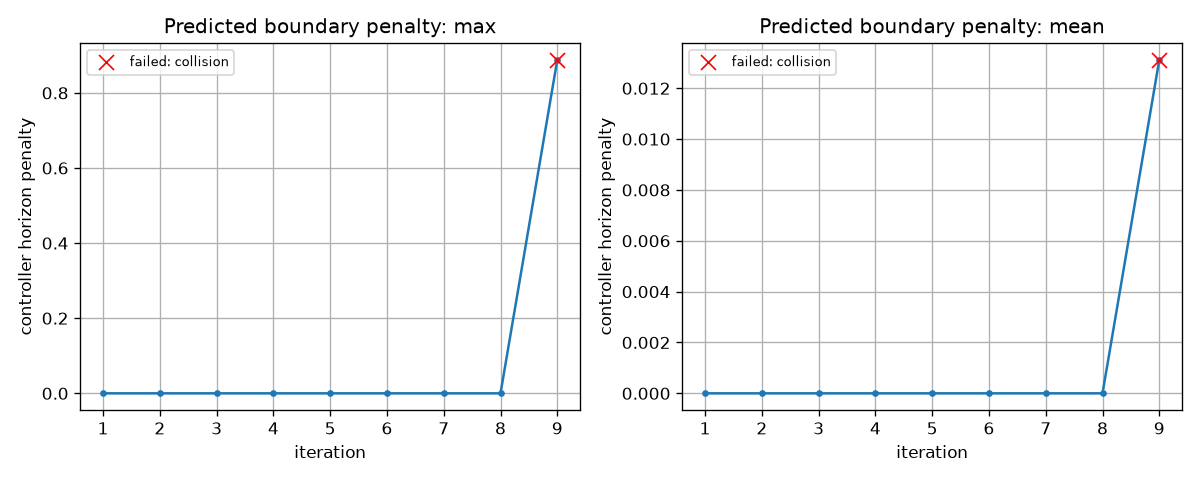 Predicted boundary penalty: max
failed: collision
controller horizon penalty
0.8
0.6
0.4
0.2
0.0
1 2 3 4 5 6 7 8 9
iteration
Predicted boundary penalty: mean
failed: collision
controller horizon penalty
0.012
0.010
0.008
0.006
0.004
0.002
0.000
1 2 3 4 5 6 7 8 9
iteration